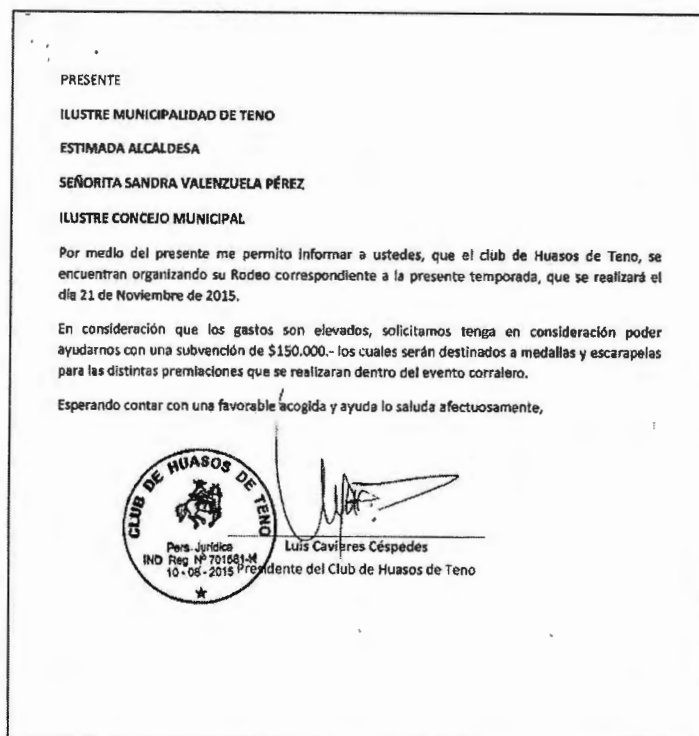 PRESENTE
ILUSTRE MUNICIPALIDAD DE TENO
ESTIMADA ALCALDESA
SEÑORITA SANDRA VALENZUELA PÉREZ
ILUSTRE CONCEJO MUNICIPAL
Por medio del presente me permito informar a ustedes, que el club de Huasos de Teno, se
encuentran organizando su Rodeo correspondiente a la presente temporada, que se realizará el
día 21 de Noviembre de 2015.
En consideración que los gastos son elevados, solicitamos tenga en consideración poder
ayudarnos con una subvención de $150.000.- los cuales serán destinados a medallas y escarapelas
para las distintas premiaciones que se realizaran dentro del evento corralero.
Esperando contar con una favorable acogida y ayuda lo saluda afectuosamente,
CLUB DE HUASOS DE TENO
Pers. Jurídica
IND Reg Nº 701681-K
10-08-2015
Luis Cavieres Céspedes
Presidente del Club de Huasos de Teno